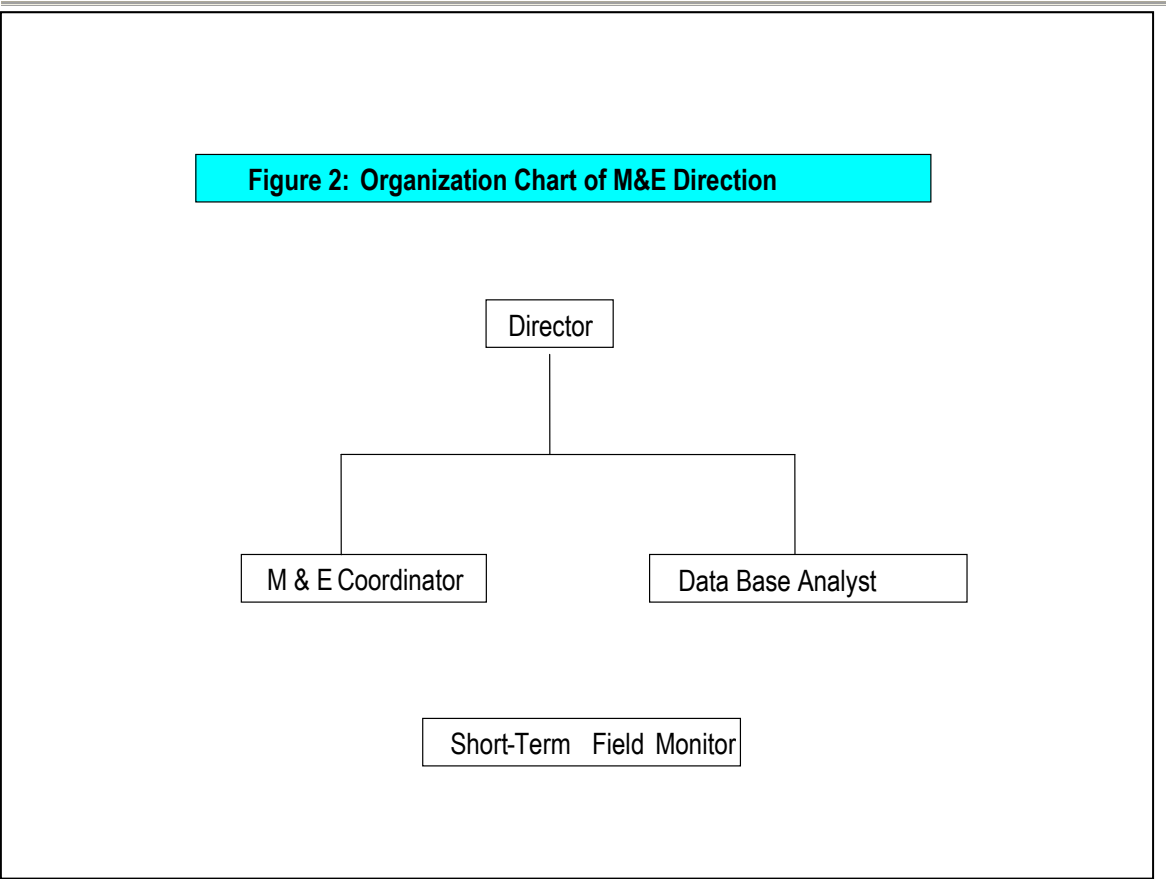 Figure 2: Organization Chart of M&E Direction
Director
M & E Coordinator
Data Base Analyst
Short-Term Field Monitor